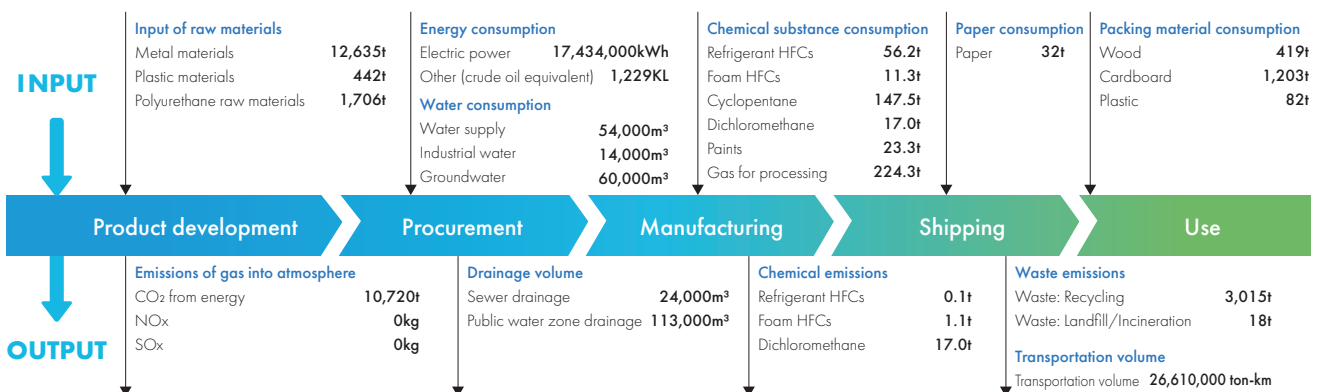 INPUT
Input of raw materials
Metal materials 12,635t
Plastic materials 442t
Polyurethane raw materials 1,706t
Energy consumption
Electric power 17,434,000kWh
Other (crude oil equivalent) 1,229KL
Water consumption
Water supply 54,000m³
Industrial water 14,000m³
Groundwater 60,000m³
Chemical substance consumption
Refrigerant HFCs 56.2t
Foam HFCs 11.3t
Cyclopentane 147.5t
Dichloromethane 17.0t
Paints 23.3t
Gas for processing 224.3t
Paper consumption
Paper 32t
Packing material consumption
Wood 419t
Cardboard 1,203t
Plastic 82t
Product development
Procurement
Manufacturing
Shipping
Use
OUTPUT
Emissions of gas into atmosphere
CO₂ from energy 10,720t
NOx 0kg
SOx 0kg
Drainage volume
Sewer drainage 24,000m³
Public water zone drainage 113,000m³
Chemical emissions
Refrigerant HFCs 0.1t
Foam HFCs 1.1t
Dichloromethane 17.0t
Waste emissions
Waste: Recycling 3,015t
Waste: Landfill/Incineration 18t
Transportation volume
Transportation volume 26,610,000 ton-km